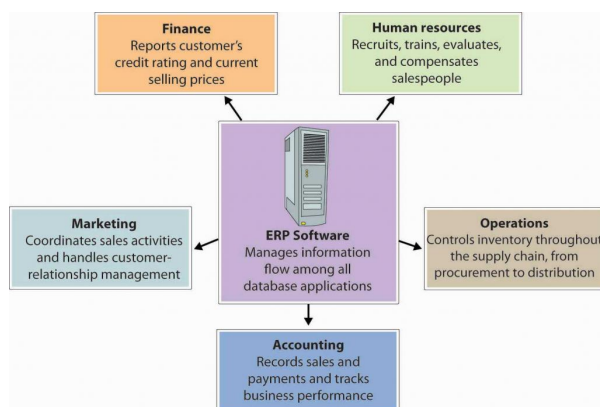 Finance
Reports customer's
credit rating and current
selling prices
Human resources
Recruits, trains, evaluates,
and compensates
salespeople
ERP Software
Manages information
flow among all
database applications
Marketing
Coordinates sales activities
and handles customer-
relationship management
Operations
Controls inventory throughout
the supply chain, from
procurement to distribution
Accounting
Records sales and
payments and tracks
business performance